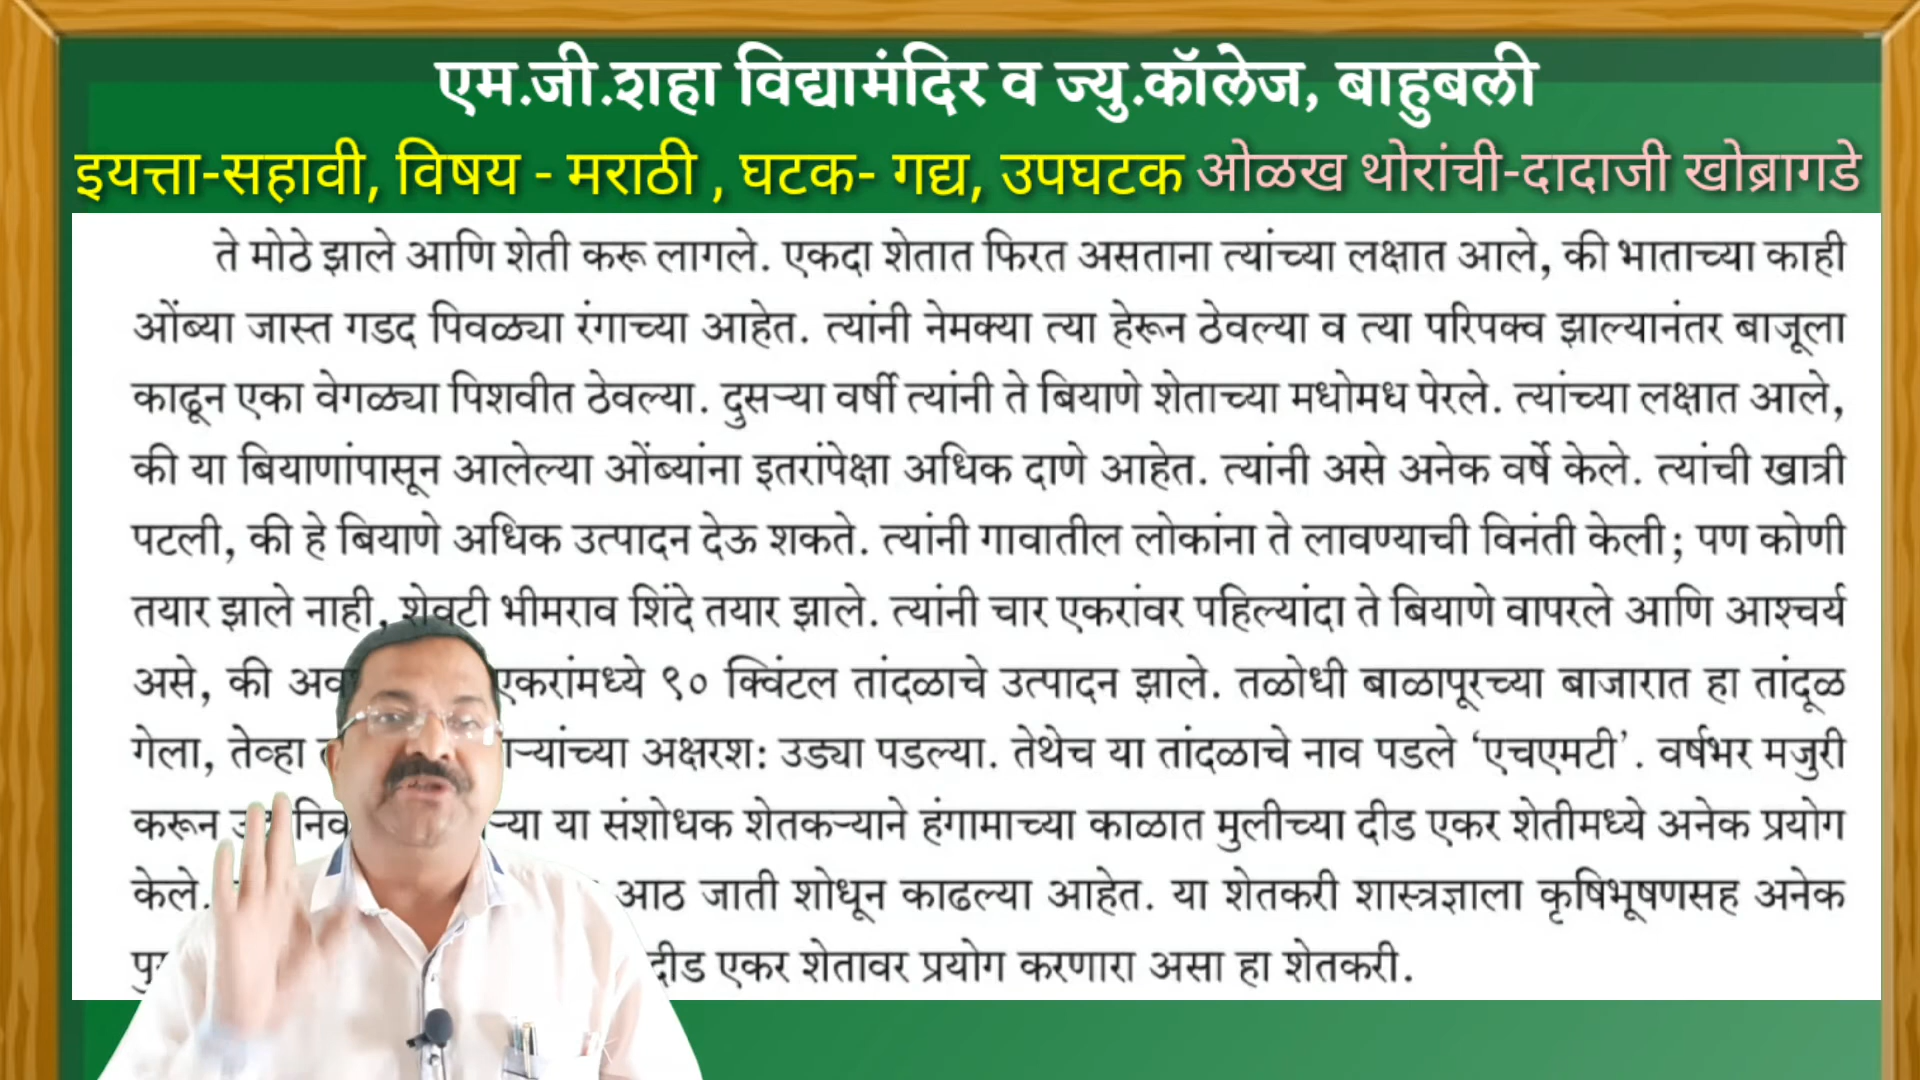 एम.जी.शहा विद्यामंदिर व ज्यु.कॉलेज, बाहुबली
इयत्ता-सहावी, विषय - मराठी , घटक- गद्य, उपघटक ओळख थोरांची-दादाजी खोब्रागडे
ते मोठे झाले आणि शेती करू लागले. एकदा शेतात फिरत असताना त्यांच्या लक्षात आले, की भाताच्या काही
ओंब्या जास्त गडद पिवळ्या रंगाच्या आहेत. त्यांनी नेमक्या त्या हेरून ठेवल्या व त्या परिपक्व झाल्यानंतर बाजूला
काढून एका वेगळ्या पिशवीत ठेवल्या. दुसऱ्या वर्षी त्यांनी ते बियाणे शेताच्या मधोमध पेरले. त्यांच्या लक्षात आले,
की या बियाणांपासून आलेल्या ओंब्यांना इतरांपेक्षा अधिक दाणे आहेत. त्यांनी असे अनेक वर्षे केले. त्यांची खात्री
पटली, की हे बियाणे अधिक उत्पादन देऊ शकते. त्यांनी गावातील लोकांना ते लावण्याची विनंती केली; पण कोणी
तयार झाले नाही, शेवटी भीमराव शिंदे तयार झाले. त्यांनी चार एकरांवर पहिल्यांदा ते बियाणे वापरले आणि आश्चर्य
असे, की एकरांमध्ये ९० क्विंटल तांदळाचे उत्पादन झाले. तळोधी बाळापूरच्या बाजारात हा तांदूळ
गेला, तेव्हा अक्षरश: उड्या पडल्या. तेथेच या तांदळाचे नाव पडले ‘एचएमटी’. वर्षभर मजुरी
करून या संशोधक शेतकऱ्याने हंगामाच्या काळात मुलीच्या दीड एकर शेतीमध्ये अनेक प्रयोग
केले. आठ जाती शोधून काढल्या आहेत. या शेतकरी शास्त्रज्ञाला कृषिभूषणसह अनेक
दीड एकर शेतावर प्रयोग करणारा असा हा शेतकरी.